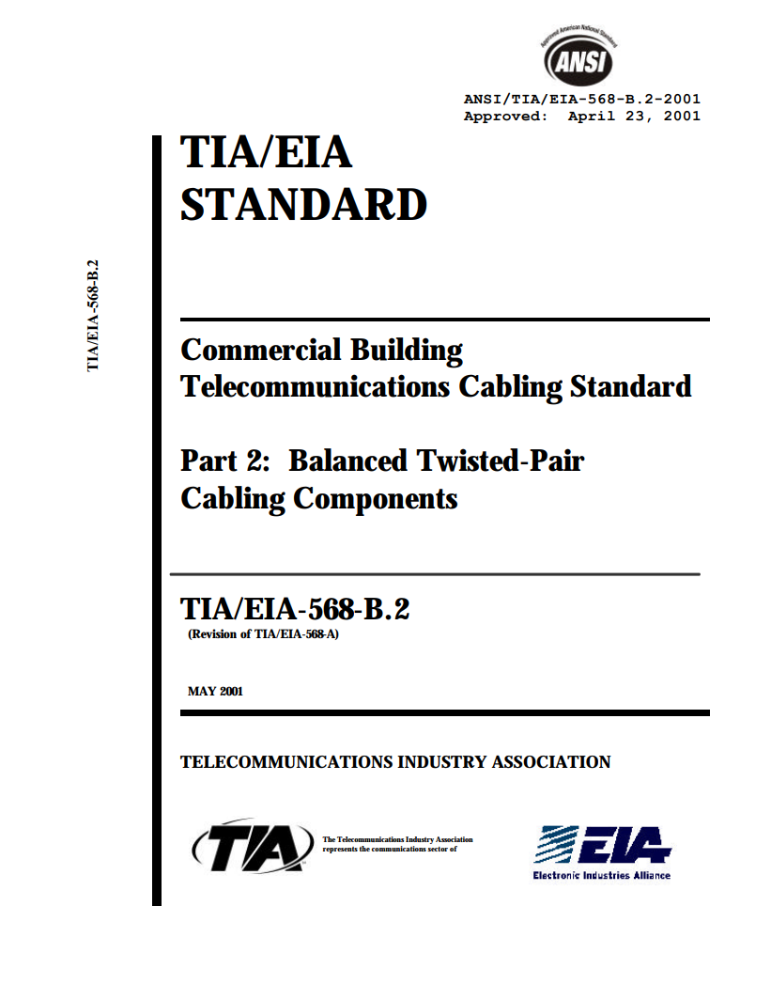 Approved American National Standard
ANSI
ANSI/TIA/EIA-568-B.2-2001
Approved: April 23, 2001
TIA/EIA
STANDARD
TIA/EIA-568-B.2
Commercial Building
Telecommunications Cabling Standard
Part 2: Balanced Twisted-Pair
Cabling Components
TIA/EIA-568-B.2
(Revision of TIA/EIA-568-A)
MAY 2001
TELECOMMUNICATIONS INDUSTRY ASSOCIATION
TIA
The Telecommunications Industry Association
represents the communications sector of
EIA
Electronic Industries Alliance